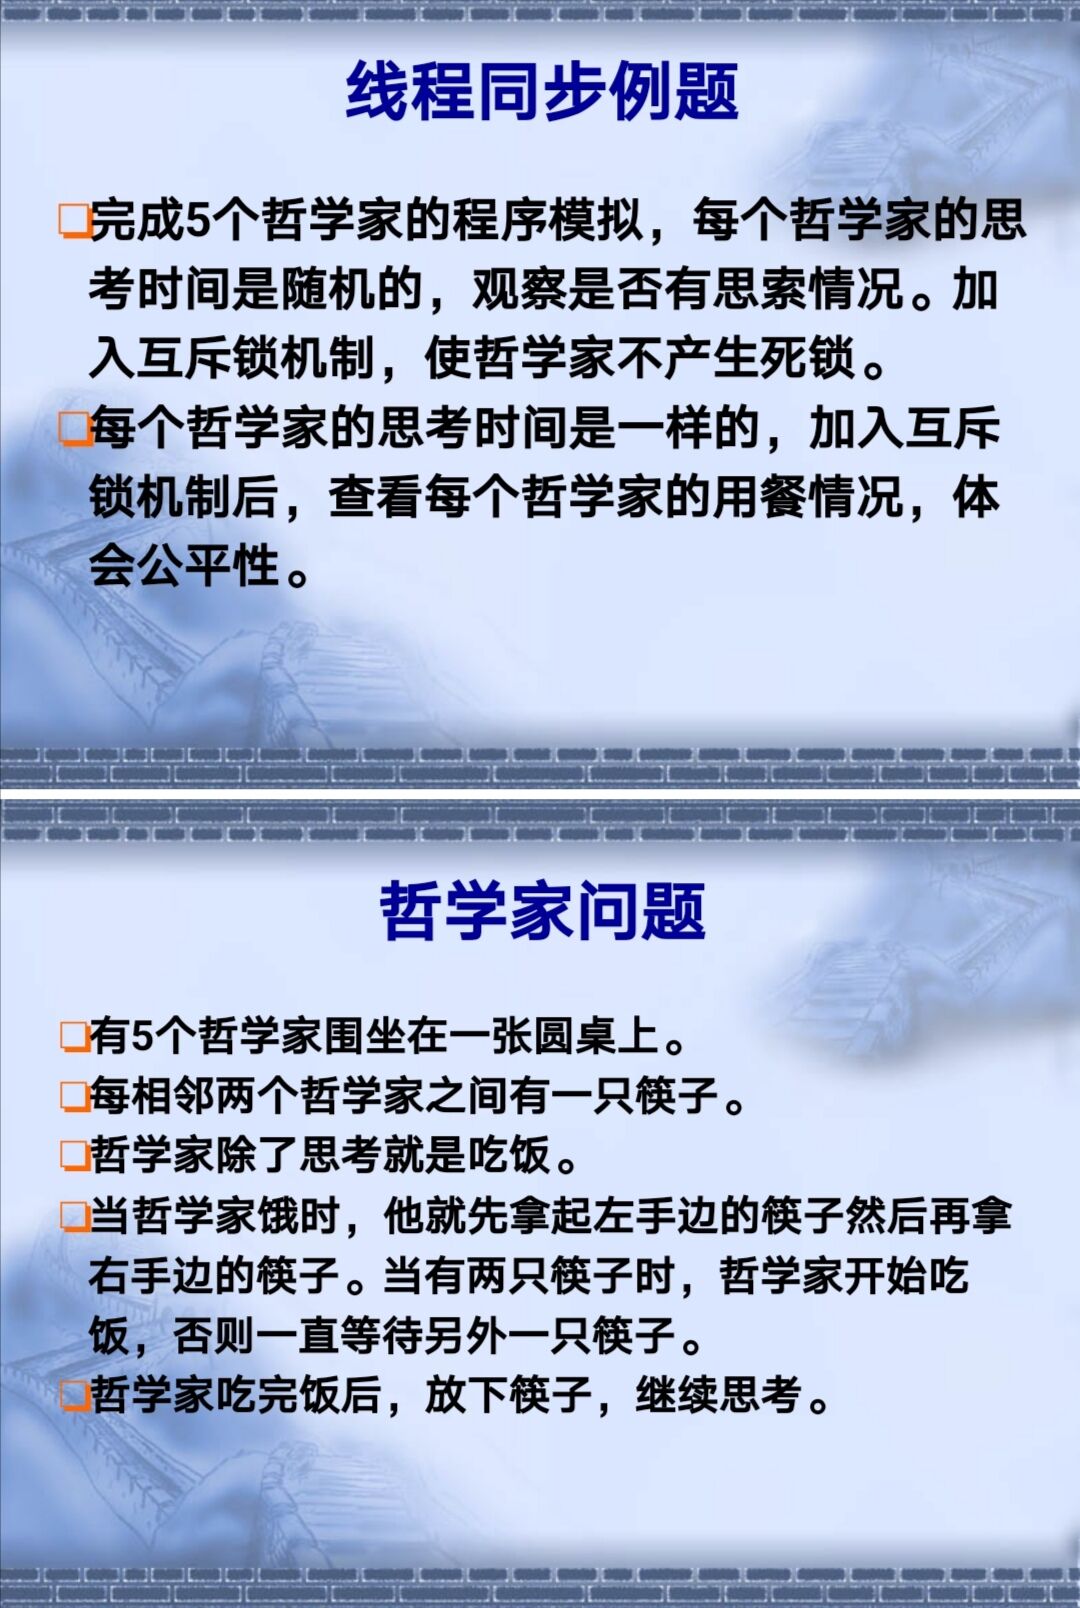 线程同步例题
完成5个哲学家的程序模拟，每个哲学家的思
考时间是随机的，观察是否有思索情况。加
入互斥锁机制，使哲学家不产生死锁。
每个哲学家的思考时间是一样的，加入互斥
锁机制后，查看每个哲学家的用餐情况，体
会公平性。
哲学家问题
有5个哲学家围坐在一张圆桌上。
每相邻两个哲学家之间有一只筷子。
哲学家除了思考就是吃饭。
当哲学家饿时，他就先拿起左手边的筷子然后再拿
右手边的筷子。当有两只筷子时，哲学家开始吃
饭，否则一直等待另外一只筷子。
哲学家吃完饭后，放下筷子，继续思考。